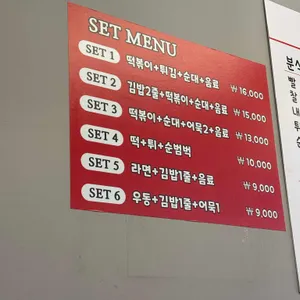 SET MENU
SET 1 떡볶이+튀김+순대+음료 ₩16,000
SET 2 김밥2줄+떡볶이+순대+음료 ₩15,000
SET 3 떡볶이+순대+어묵2+음료 ₩13,000
SET 4 떡+튀+순범벅 ₩10,000
SET 5 라면+김밥1줄+음료 ₩9,000
SET 6 우동+김밥1줄+어묵1 ₩9,000
분식